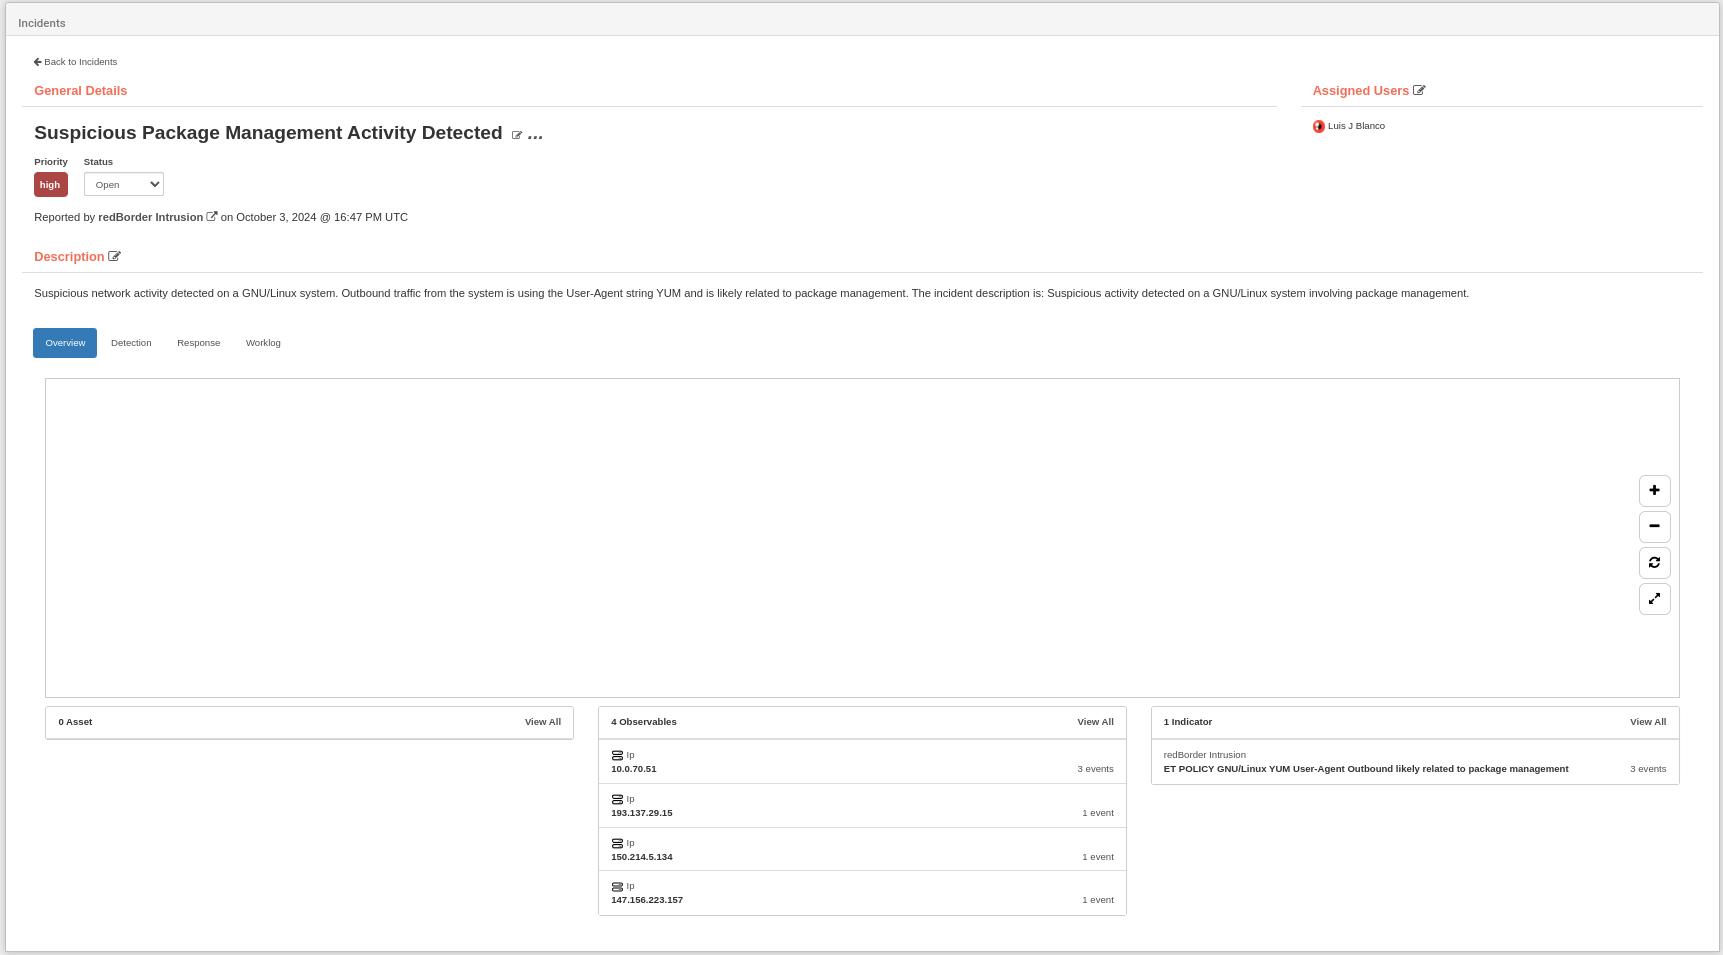 Incidents
Back to Incidents
General Details
Assigned Users
Suspicious Package Management Activity Detected ...
Luis J Blanco
Priority Status
high Open
Reported by redBorder Intrusion on October 3, 2024 @ 16:47 PM UTC
Description
Suspicious network activity detected on a GNU/Linux system. Outbound traffic from the system is using the User-Agent string YUM and is likely related to package management. The incident description is: Suspicious activity detected on a GNU/Linux system involving package management.
Overview Detection Response Worklog
0 Asset View All
4 Observables View All
Ip
10.0.70.51 3 events
Ip
193.137.29.15 1 event
Ip
150.214.5.134 1 event
Ip
147.156.223.157 1 event
1 Indicator View All
redBorder Intrusion
ET POLICY GNU/Linux YUM User-Agent Outbound likely related to package management 3 events